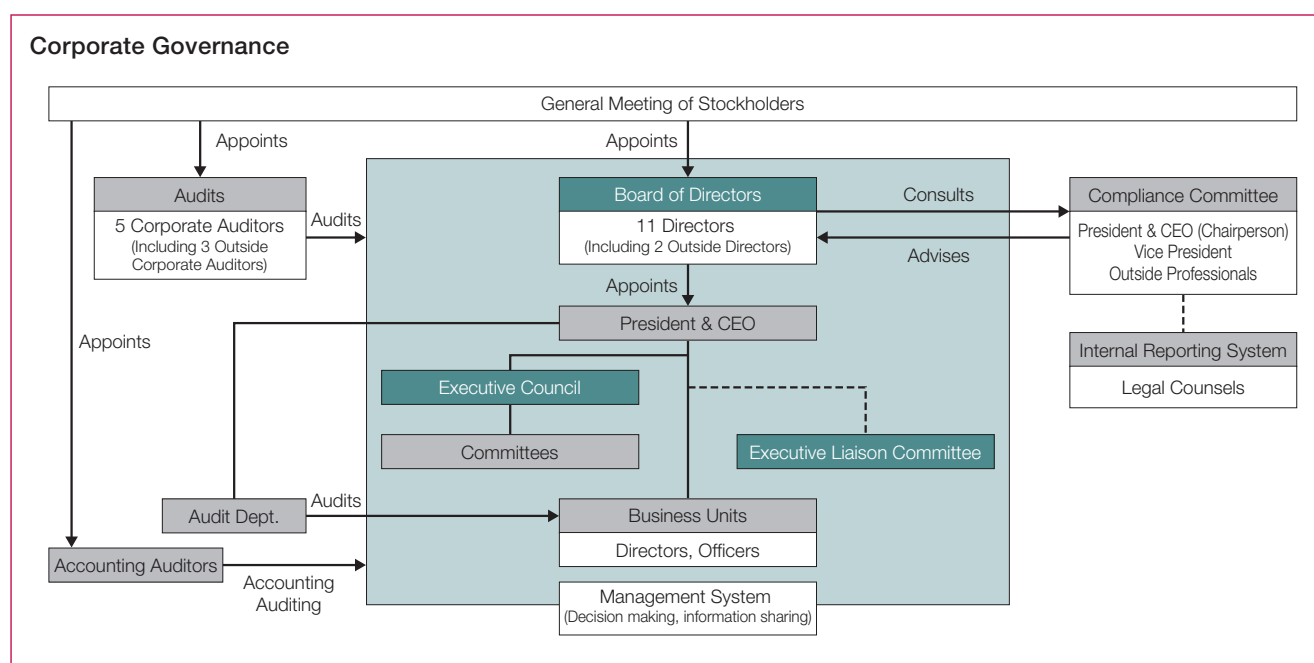 Corporate Governance
General Meeting of Stockholders
Appoints
Appoints
Audits
5 Corporate Auditors
(Including 3 Outside
Corporate Auditors)
Audits
Board of Directors
11 Directors
(Including 2 Outside Directors)
Consults
Advises
Compliance Committee
President & CEO (Chairperson)
Vice President
Outside Professionals
Appoints
President & CEO
Appoints
Internal Reporting System
Legal Counsels
Executive Council
Committees
Executive Liaison Committee
Audit Dept.
Audits
Business Units
Directors, Officers
Accounting Auditors
Accounting
Auditing
Management System
(Decision making, information sharing)